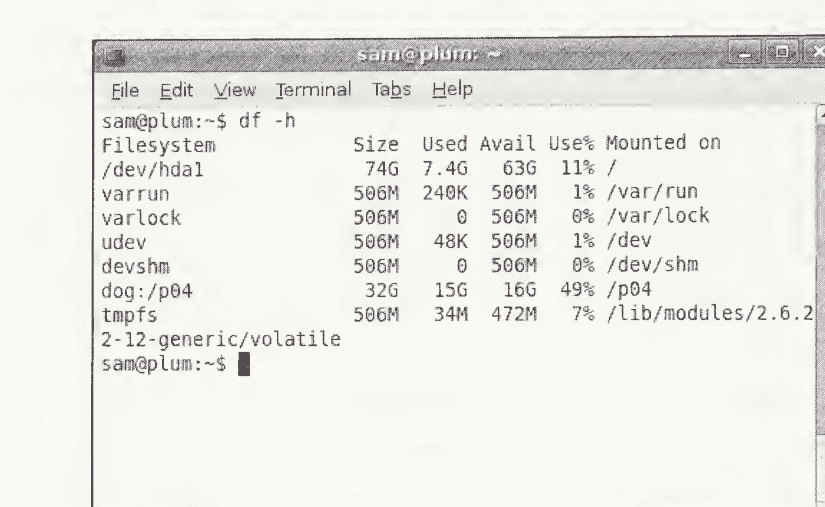 sam@plum: ~
File Edit View Terminal Tabs Help
sam@plum:~$ df -h
Filesystem Size Used Avail Use% Mounted on
/dev/hda1 74G 7.4G 63G 11% /
varrun 506M 240K 506M 1% /var/run
varlock 506M 0 506M 0% /var/lock
udev 506M 48K 506M 1% /dev
devshm 506M 0 506M 0% /dev/shm
dog:/p04 32G 15G 16G 49% /p04
tmpfs 506M 34M 472M 7% /lib/modules/2.6.2
2-12-generic/volatile
sam@plum:~$